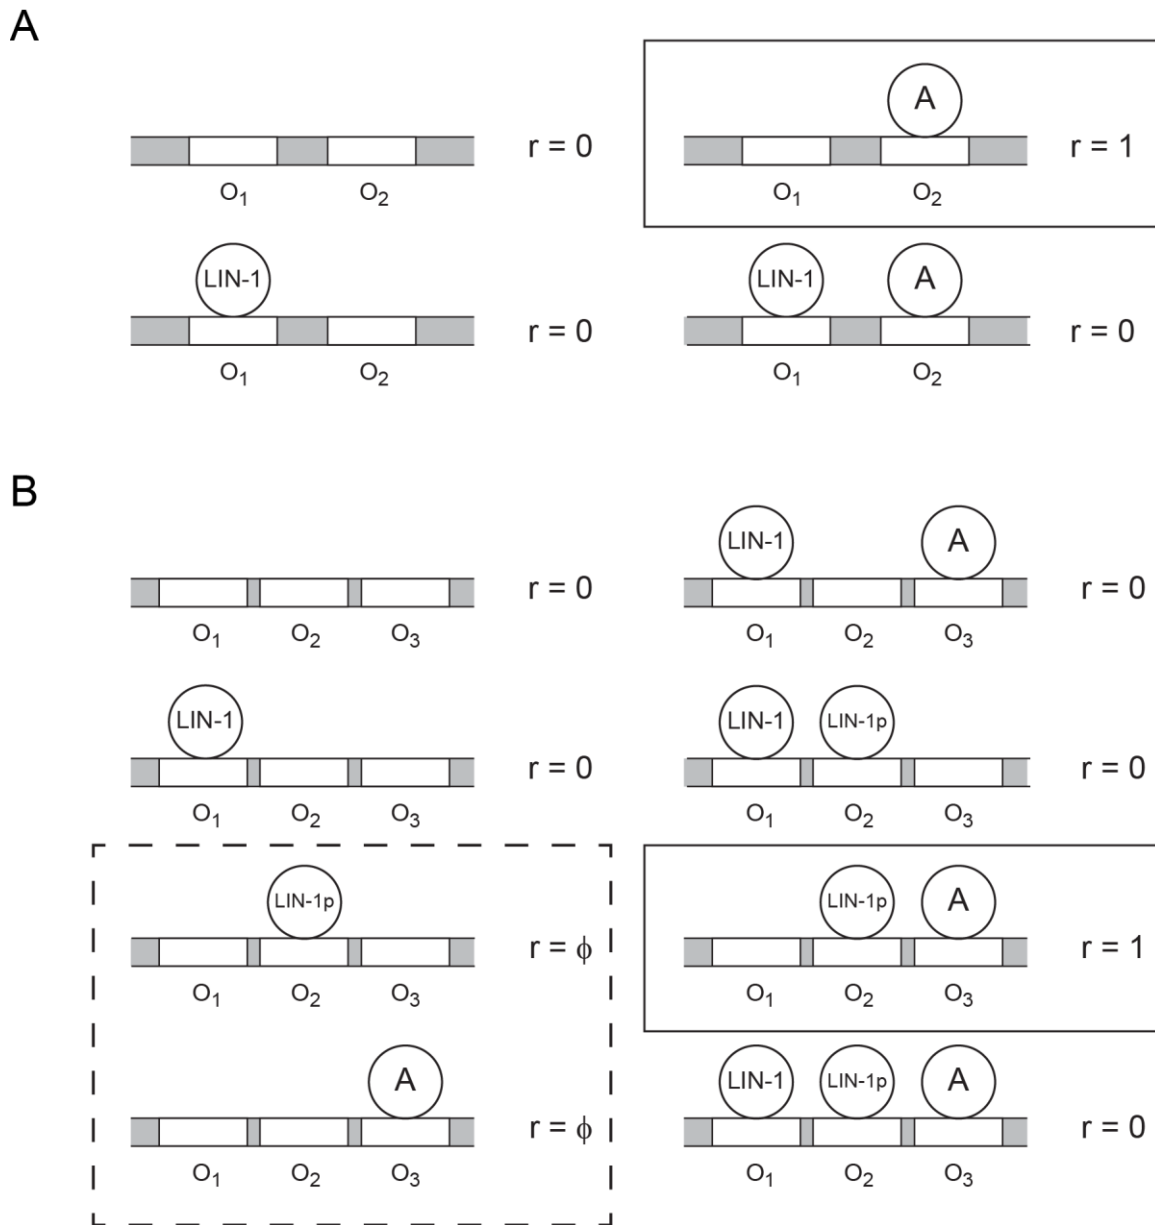 A
r = 0
O1 O2
A
r = 1
O1 O2
LIN-1
r = 0
O1 O2
LIN-1 A
r = 0
O1 O2
B
r = 0
O1 O2 O3
LIN-1 A
r = 0
O1 O2 O3
LIN-1
r = 0
O1 O2 O3
LIN-1 LIN-1p
r = 0
O1 O2 O3
LIN-1p
r = ϕ
O1 O2 O3
LIN-1p A
r = 1
O1 O2 O3
A
r = ϕ
O1 O2 O3
LIN-1 LIN-1p A
r = 0
O1 O2 O3